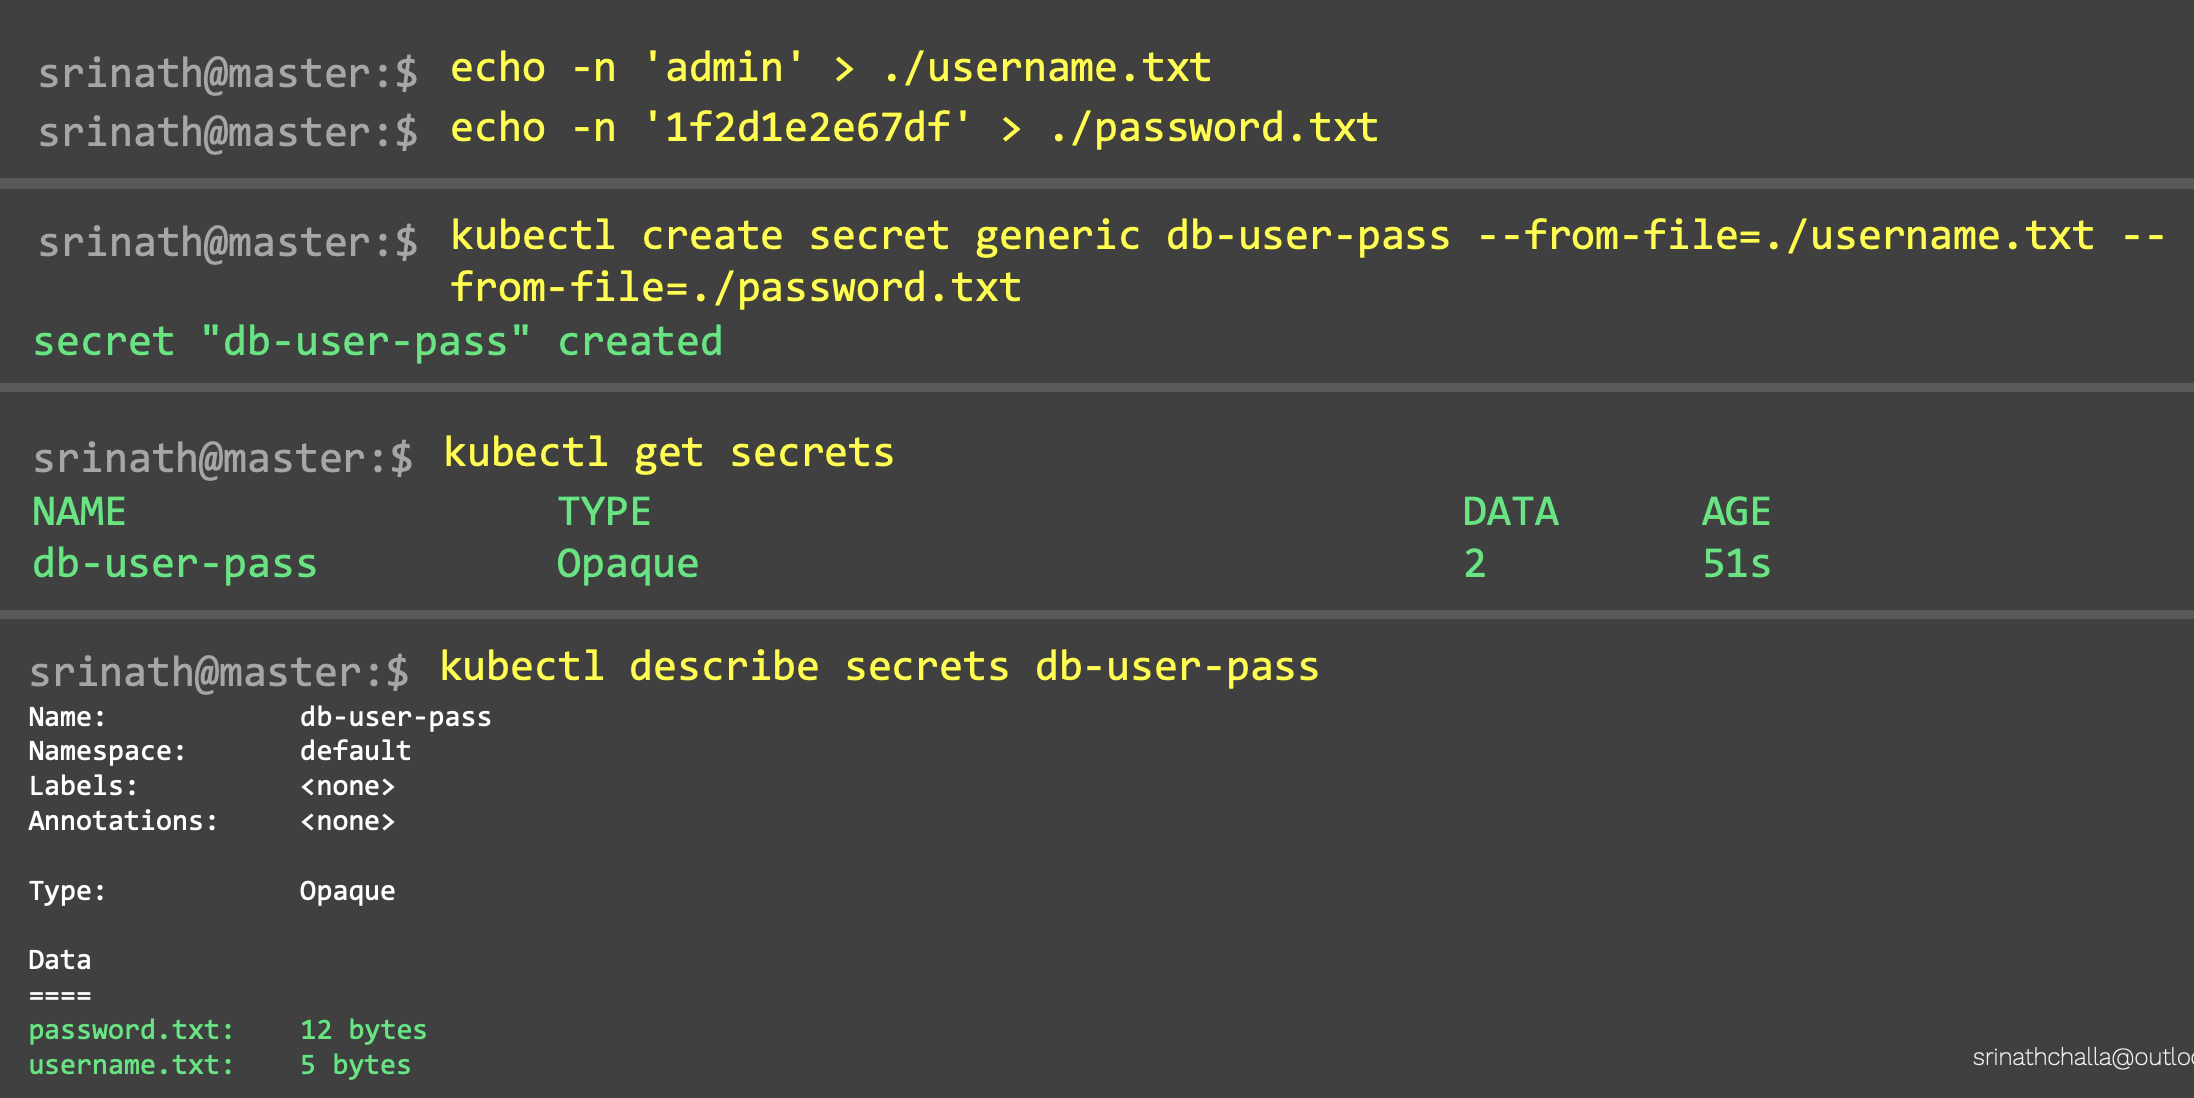 srinath@master:$ echo -n 'admin' > ./username.txt
srinath@master:$ echo -n '1f2d1e2e67df' > ./password.txt
srinath@master:$ kubectl create secret generic db-user-pass --from-file=./username.txt --
from-file=./password.txt
secret "db-user-pass" created
srinath@master:$ kubectl get secrets
NAME TYPE DATA AGE
db-user-pass Opaque 2 51s
srinath@master:$ kubectl describe secrets db-user-pass
Name: db-user-pass
Namespace: default
Labels: <none>
Annotations: <none>
Type: Opaque
Data
====
password.txt: 12 bytes
username.txt: 5 bytes
srinathchalla@outlo